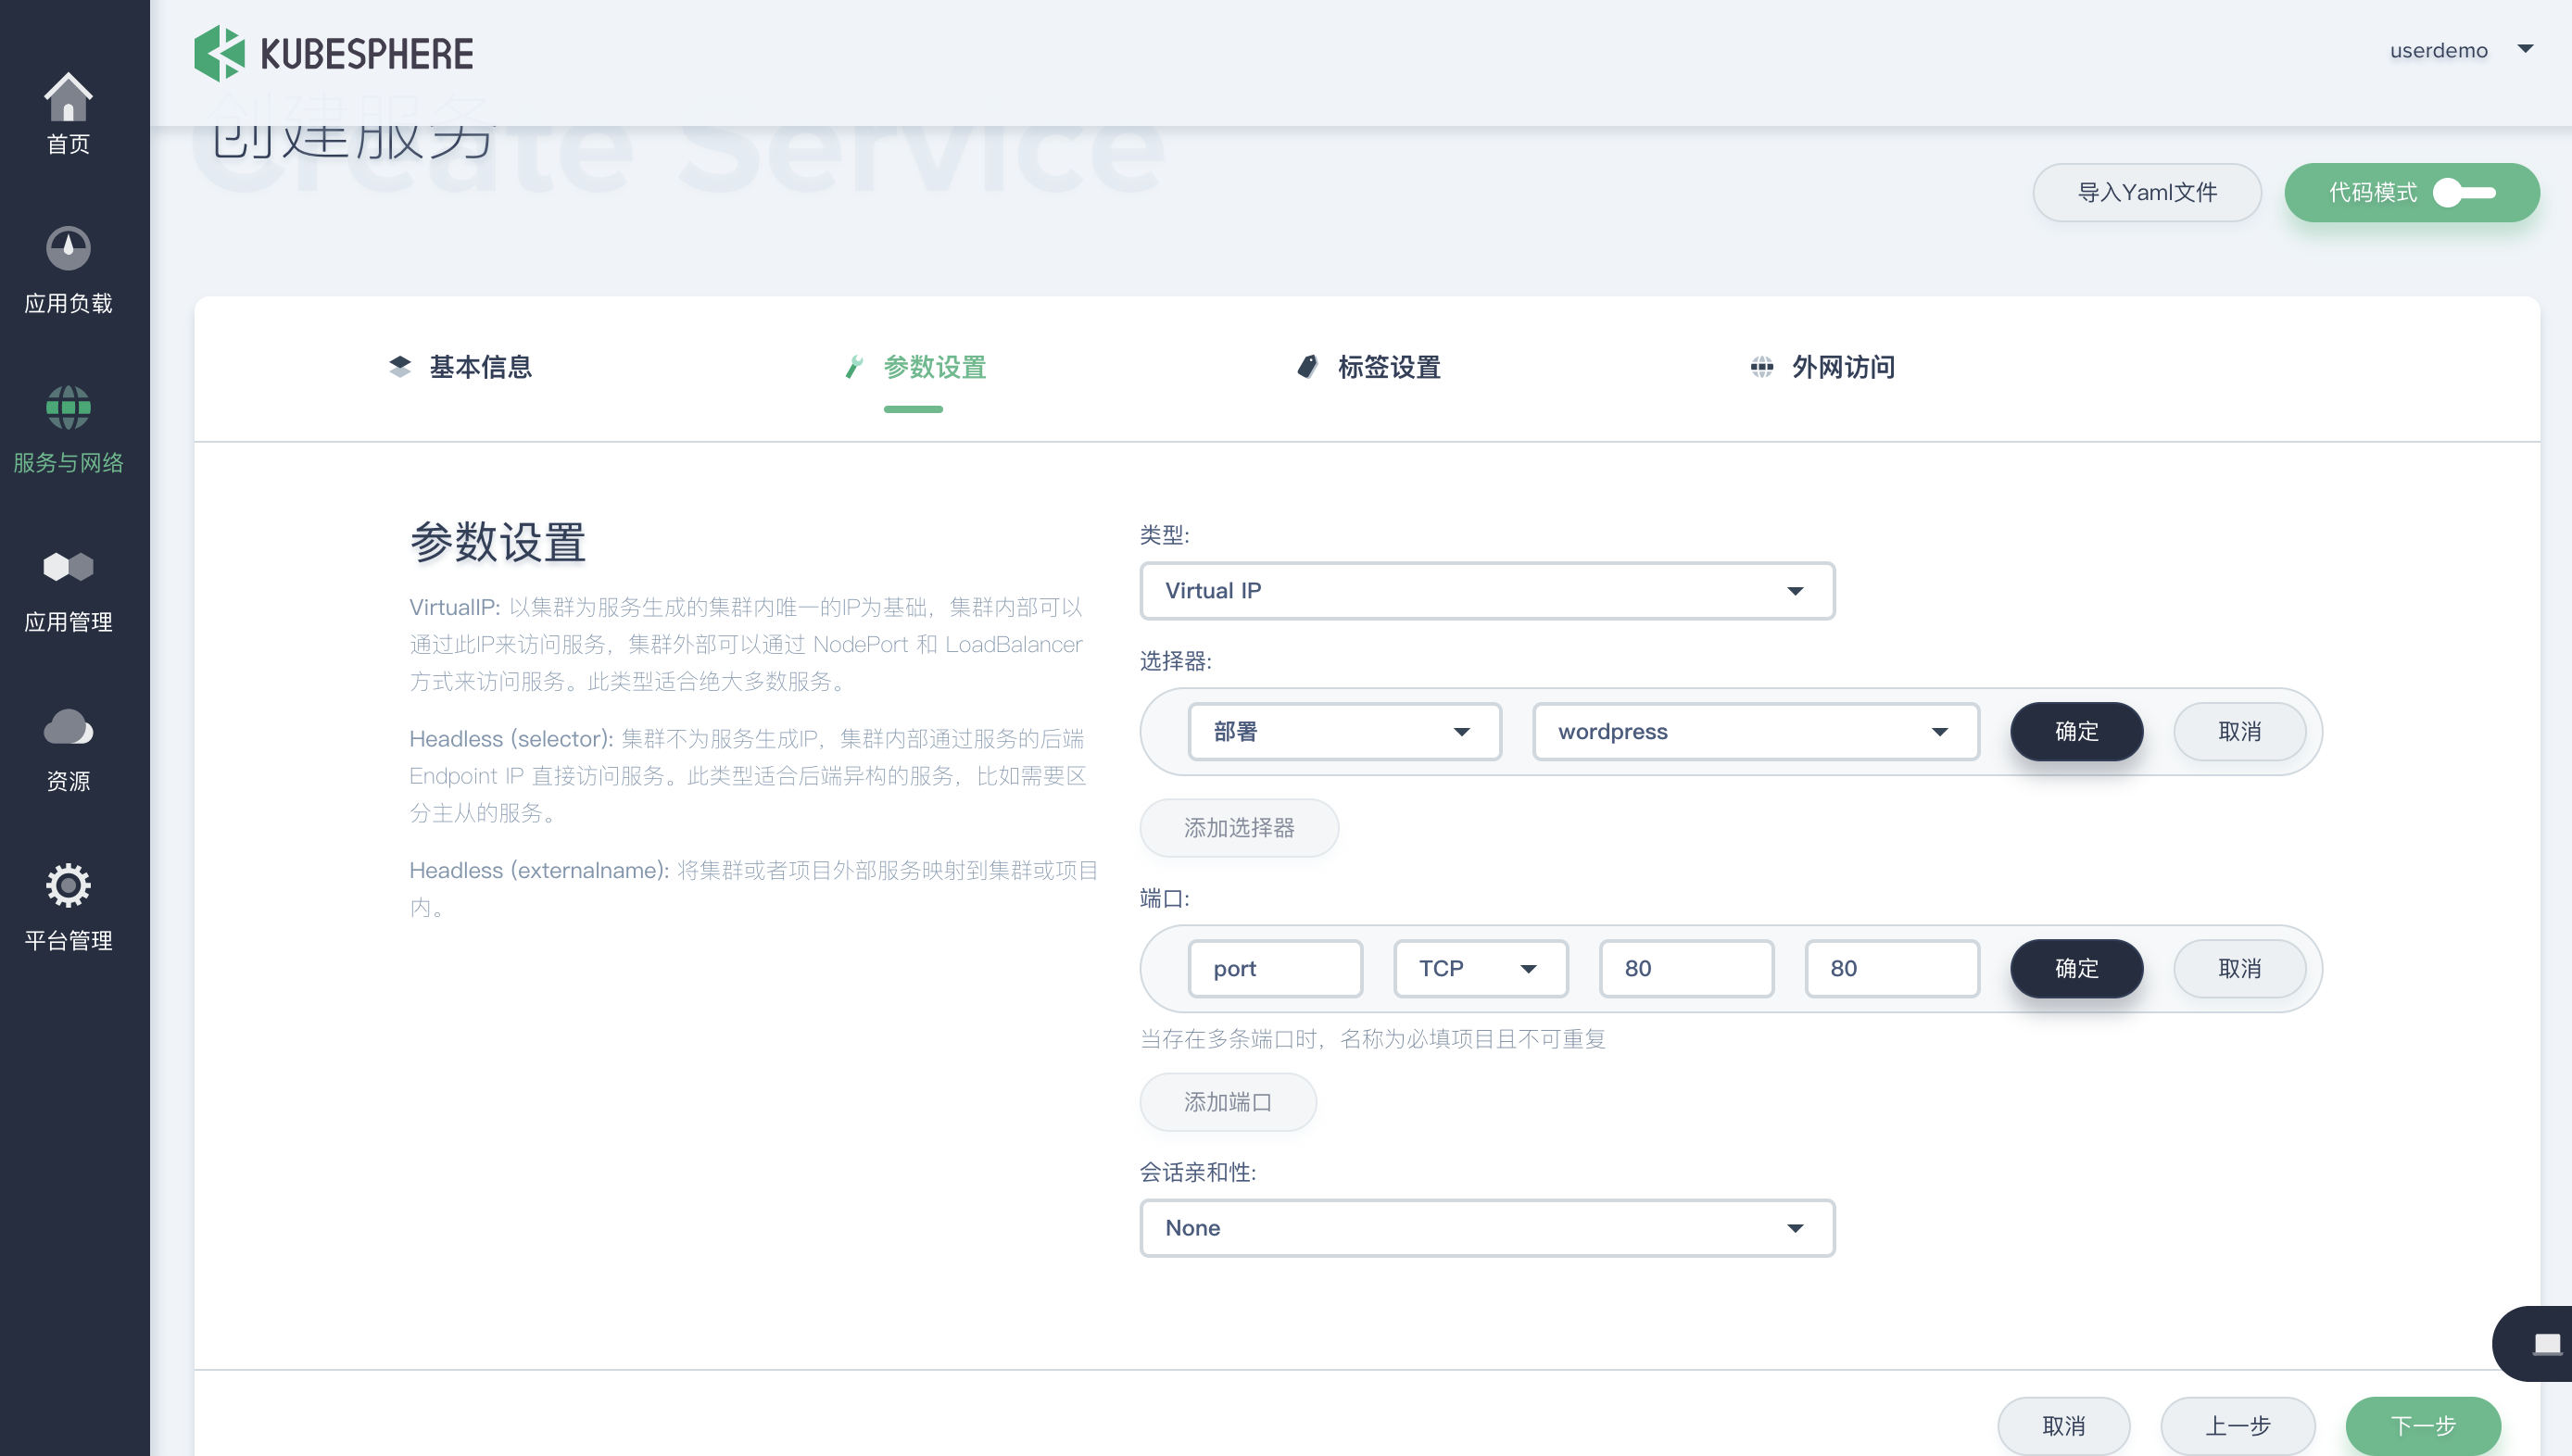 KUBESPHERE
userdemo
创建服务
Create Service
导入Yaml文件
代码模式
首页
应用负载
服务与网络
应用管理
资源
平台管理
基本信息
参数设置
标签设置
外网访问
参数设置
VirtualIP: 以集群为服务生成的集群内唯一的IP为基础，集群内部可以
通过此IP来访问服务，集群外部可以通过 NodePort 和 LoadBalancer
方式来访问服务。此类型适合绝大多数服务。
Headless (selector): 集群不为服务生成IP，集群内部通过服务的后端
Endpoint IP 直接访问服务。此类型适合后端异构的服务，比如需要区
分主从的服务。
Headless (externalname): 将集群或者项目外部服务映射到集群或项目
内。
类型:
Virtual IP
选择器:
部署
wordpress
确定
取消
添加选择器
端口:
port
TCP
80
80
确定
取消
当存在多条端口时，名称为必填项目且不可重复
添加端口
会话亲和性:
None
取消
上一步
下一步